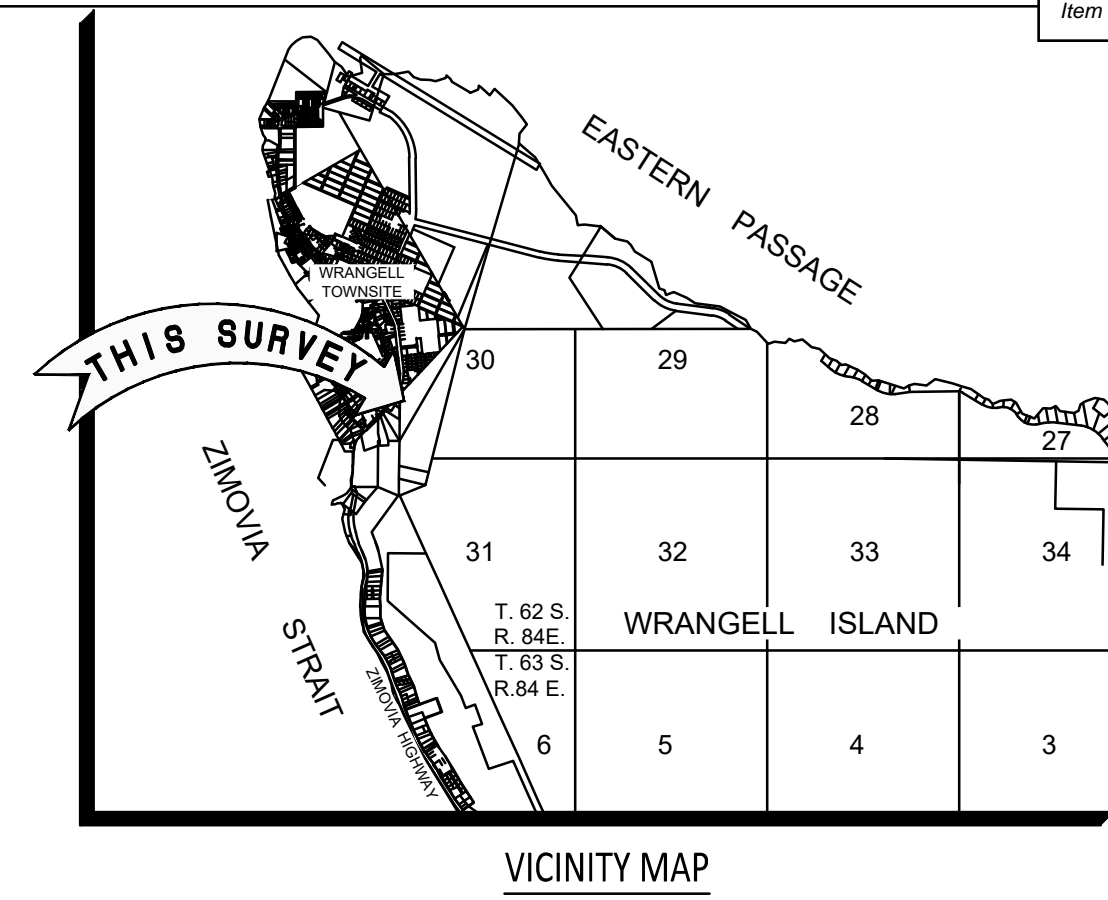 Item
EASTERN PASSAGE
WRANGELL
TOWNSITE
THIS SURVEY
30
29
28
27
ZIMOVIA STRAIT
31
32
33
34
T. 62 S.
R. 84E.
WRANGELL ISLAND
T. 63 S.
R.84 E.
ZIMOVIA HIGHWAY
6
5
4
3
VICINITY MAP